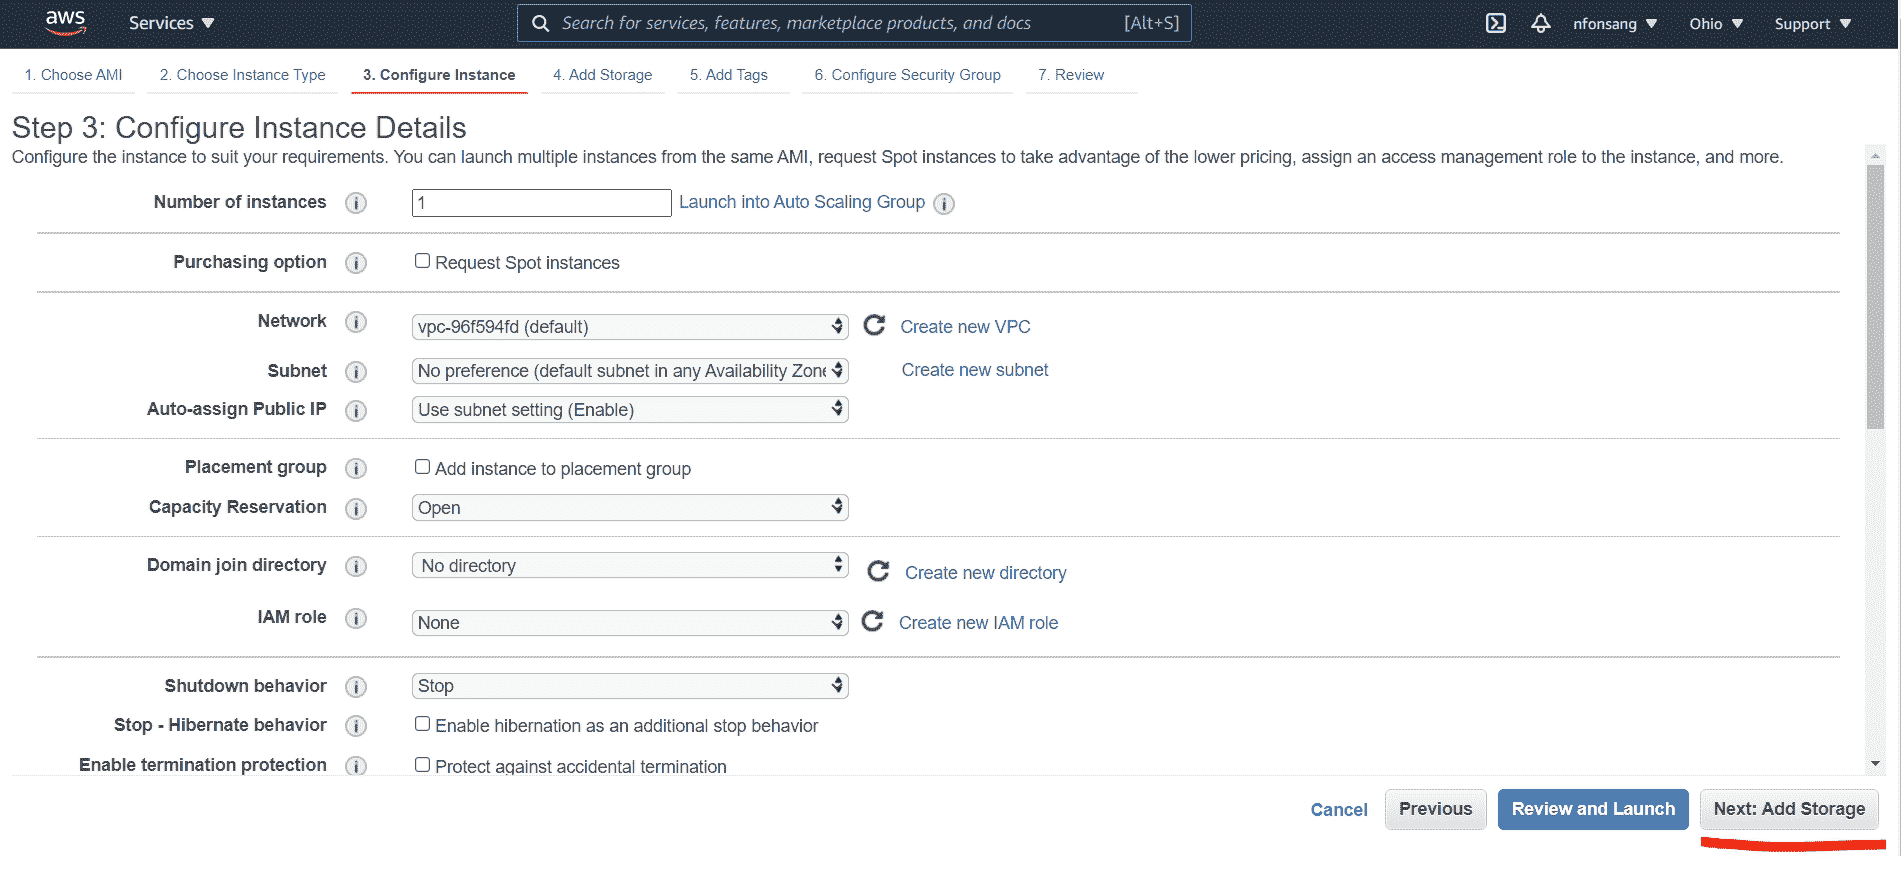 aws Services Search for services, features, marketplace products, and docs [Alt+S] nfonsang Ohio Support
1. Choose AMI 2. Choose Instance Type 3. Configure Instance 4. Add Storage 5. Add Tags 6. Configure Security Group 7. Review
Step 3: Configure Instance Details
Configure the instance to suit your requirements. You can launch multiple instances from the same AMI, request Spot instances to take advantage of the lower pricing, assign an access management role to the instance, and more.
Number of instances i 1 Launch into Auto Scaling Group i
Purchasing option i Request Spot instances
Network i vpc-96f594fd (default) Create new VPC
Subnet i No preference (default subnet in any Availability Zone Create new subnet
Auto-assign Public IP i Use subnet setting (Enable)
Placement group i Add instance to placement group
Capacity Reservation i Open
Domain join directory i No directory Create new directory
IAM role i None Create new IAM role
Shutdown behavior i Stop
Stop - Hibernate behavior i Enable hibernation as an additional stop behavior
Enable termination protection i Protect against accidental termination
Cancel Previous Review and Launch Next: Add Storage